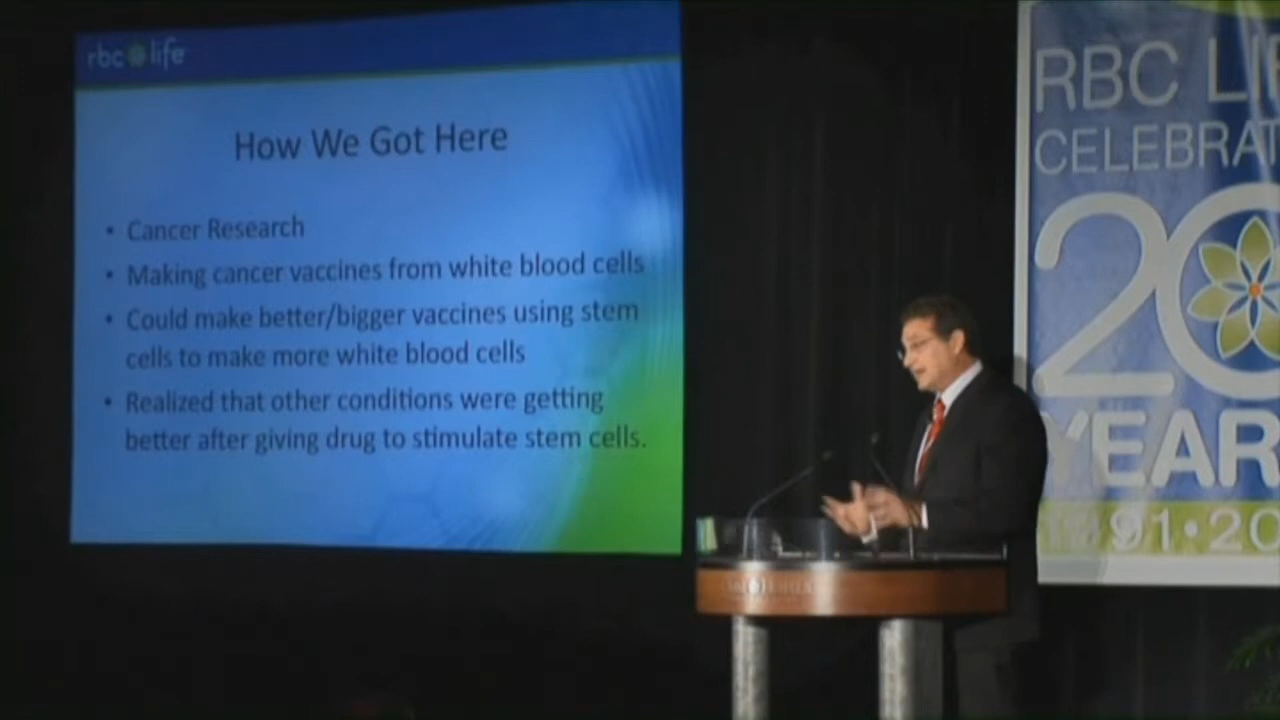 rbc life
How We Got Here
• Cancer Research
• Making cancer vaccines from white blood cells
• Could make better/bigger vaccines using stem
cells to make more white blood cells
• Realized that other conditions were getting
better after giving drug to stimulate stem cells.
RBC LI
CELEBRAT
20
YEAR
91•20